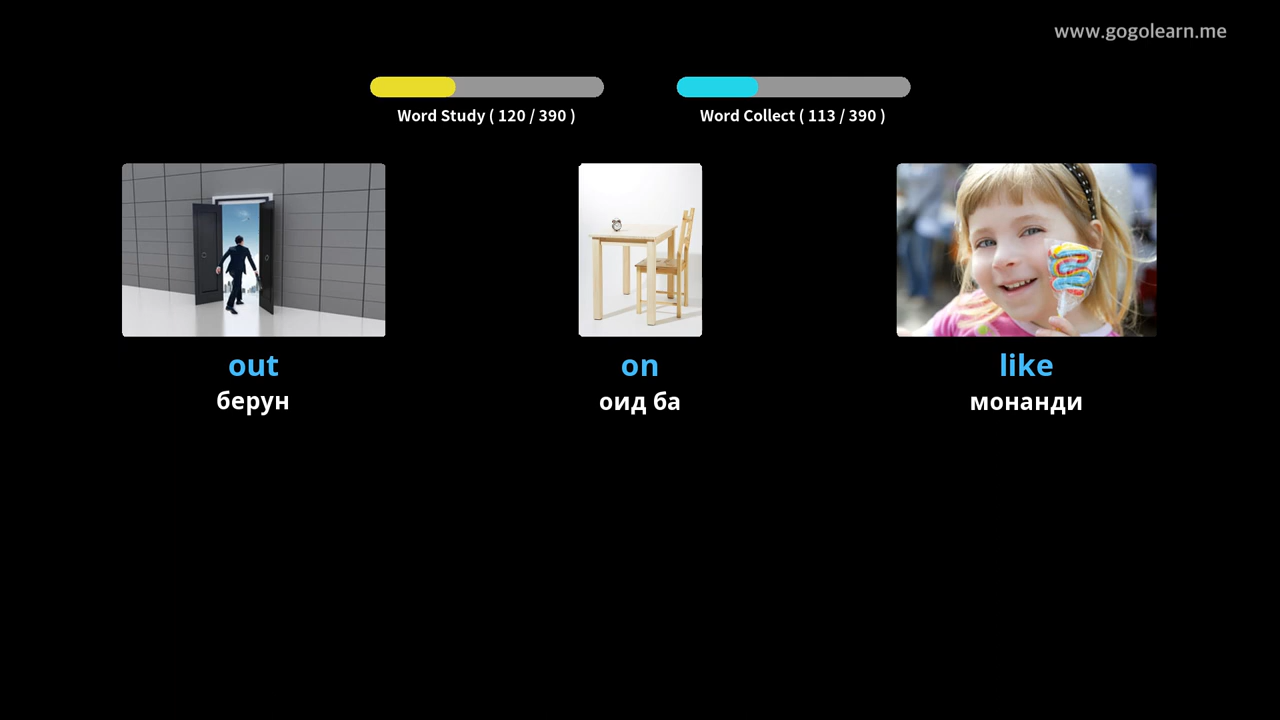 www.gogolearn.me
Word Study ( 120 / 390 )
Word Collect ( 113 / 390 )
out
on
like
берун
оид ба
монанди